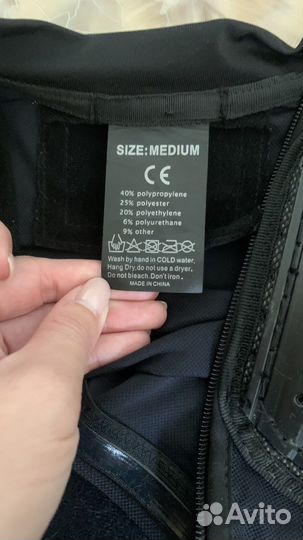 SIZE:MEDIUM
CE
40% polypropylene
25% polyester
20% polyethylene
6% polyurethane
9% other
Wash by hand in COLD water,
Hang Dry,do not use a dryer,
Do not bleach.Don't iron.
MADE IN CHINA
Avito